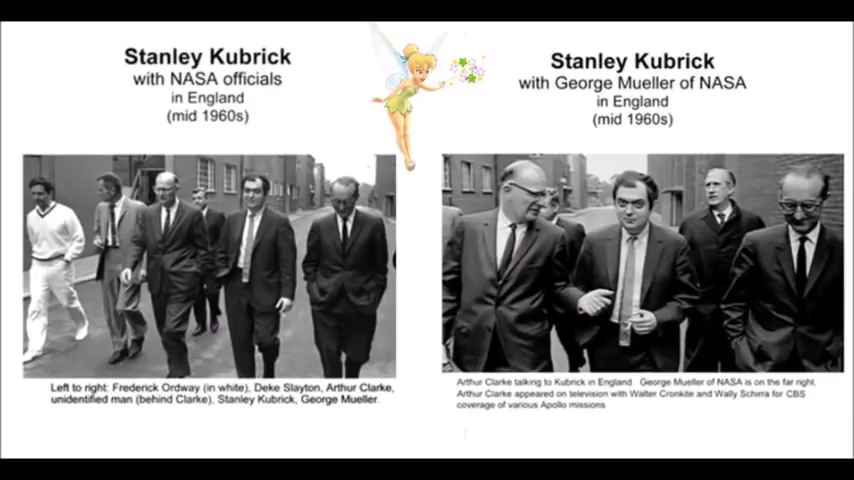 Stanley Kubrick
with NASA officials
in England
(mid 1960s)
Left to right: Frederick Ordway (in white), Deke Slayton, Arthur Clarke,
unidentified man (behind Clarke), Stanley Kubrick, George Mueller.
Stanley Kubrick
with George Mueller of NASA
in England
(mid 1960s)
Arthur Clarke talking to Kubrick in England. George Mueller of NASA is on the far right.
Arthur Clarke appeared on television with Walter Cronkite and Wally Schirra for CBS
coverage of various Apollo missions.